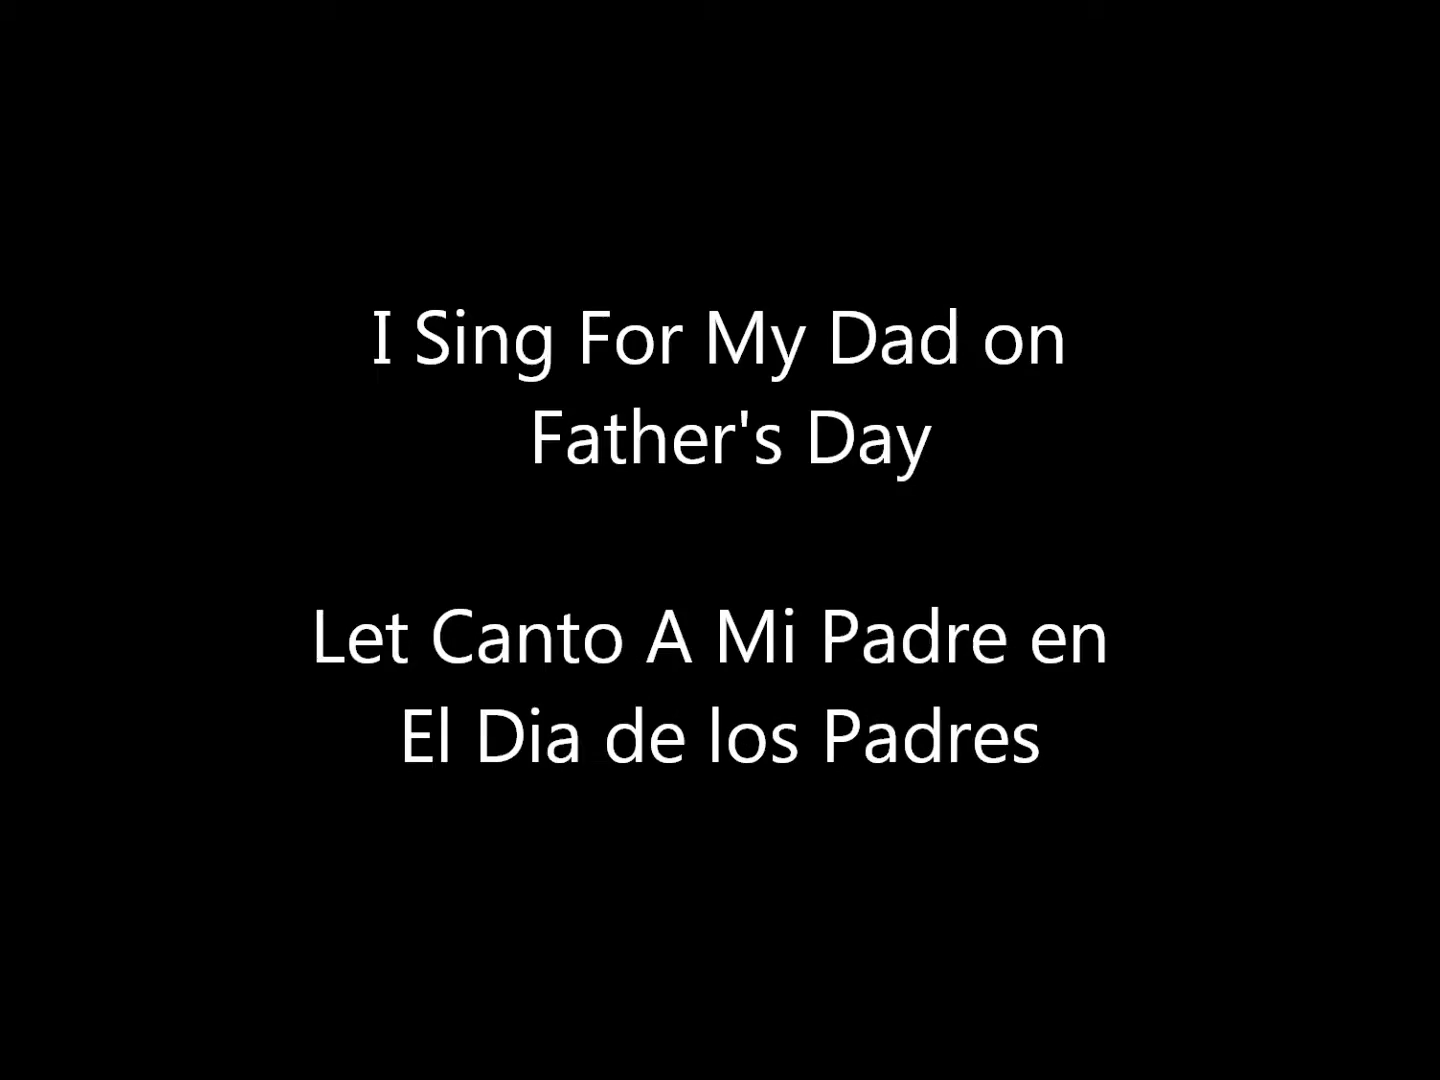 I Sing For My Dad on
Father's Day
Let Canto A Mi Padre en
El Dia de los Padres